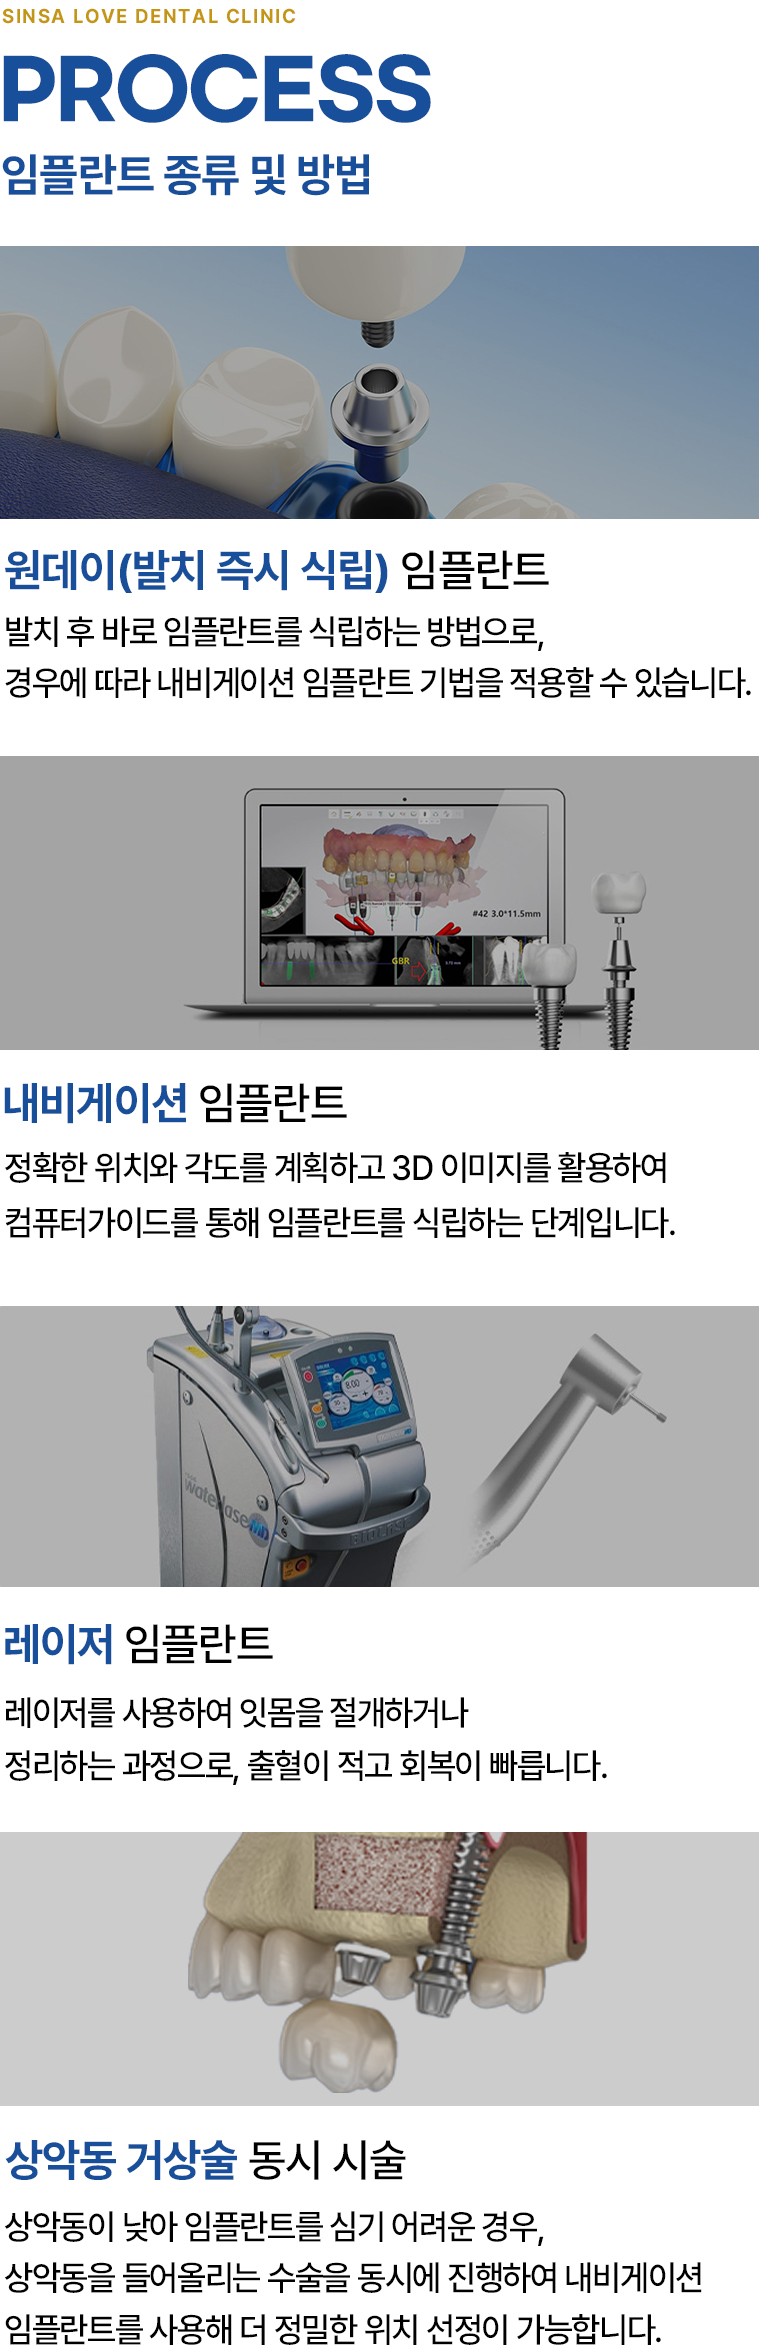 SINSA LOVE DENTAL CLINIC
PROCESS
임플란트 종류 및 방법
원데이(발치 즉시 식립) 임플란트
발치 후 바로 임플란트를 식립하는 방법으로,
경우에 따라 내비게이션 임플란트 기법을 적용할 수 있습니다.
#42 3.0*11.5mm
GBR
내비게이션 임플란트
정확한 위치와 각도를 계획하고 3D 이미지를 활용하여
컴퓨터가이드를 통해 임플란트를 식립하는 단계입니다.
8.00
waterlase MD
BIOLASE
레이저 임플란트
레이저를 사용하여 잇몸을 절개하거나
정리하는 과정으로, 출혈이 적고 회복이 빠릅니다.
상악동 거상술 동시 시술
상악동이 낮아 임플란트를 심기 어려운 경우,
상악동을 들어올리는 수술을 동시에 진행하여 내비게이션
임플란트를 사용해 더 정밀한 위치 선정이 가능합니다.